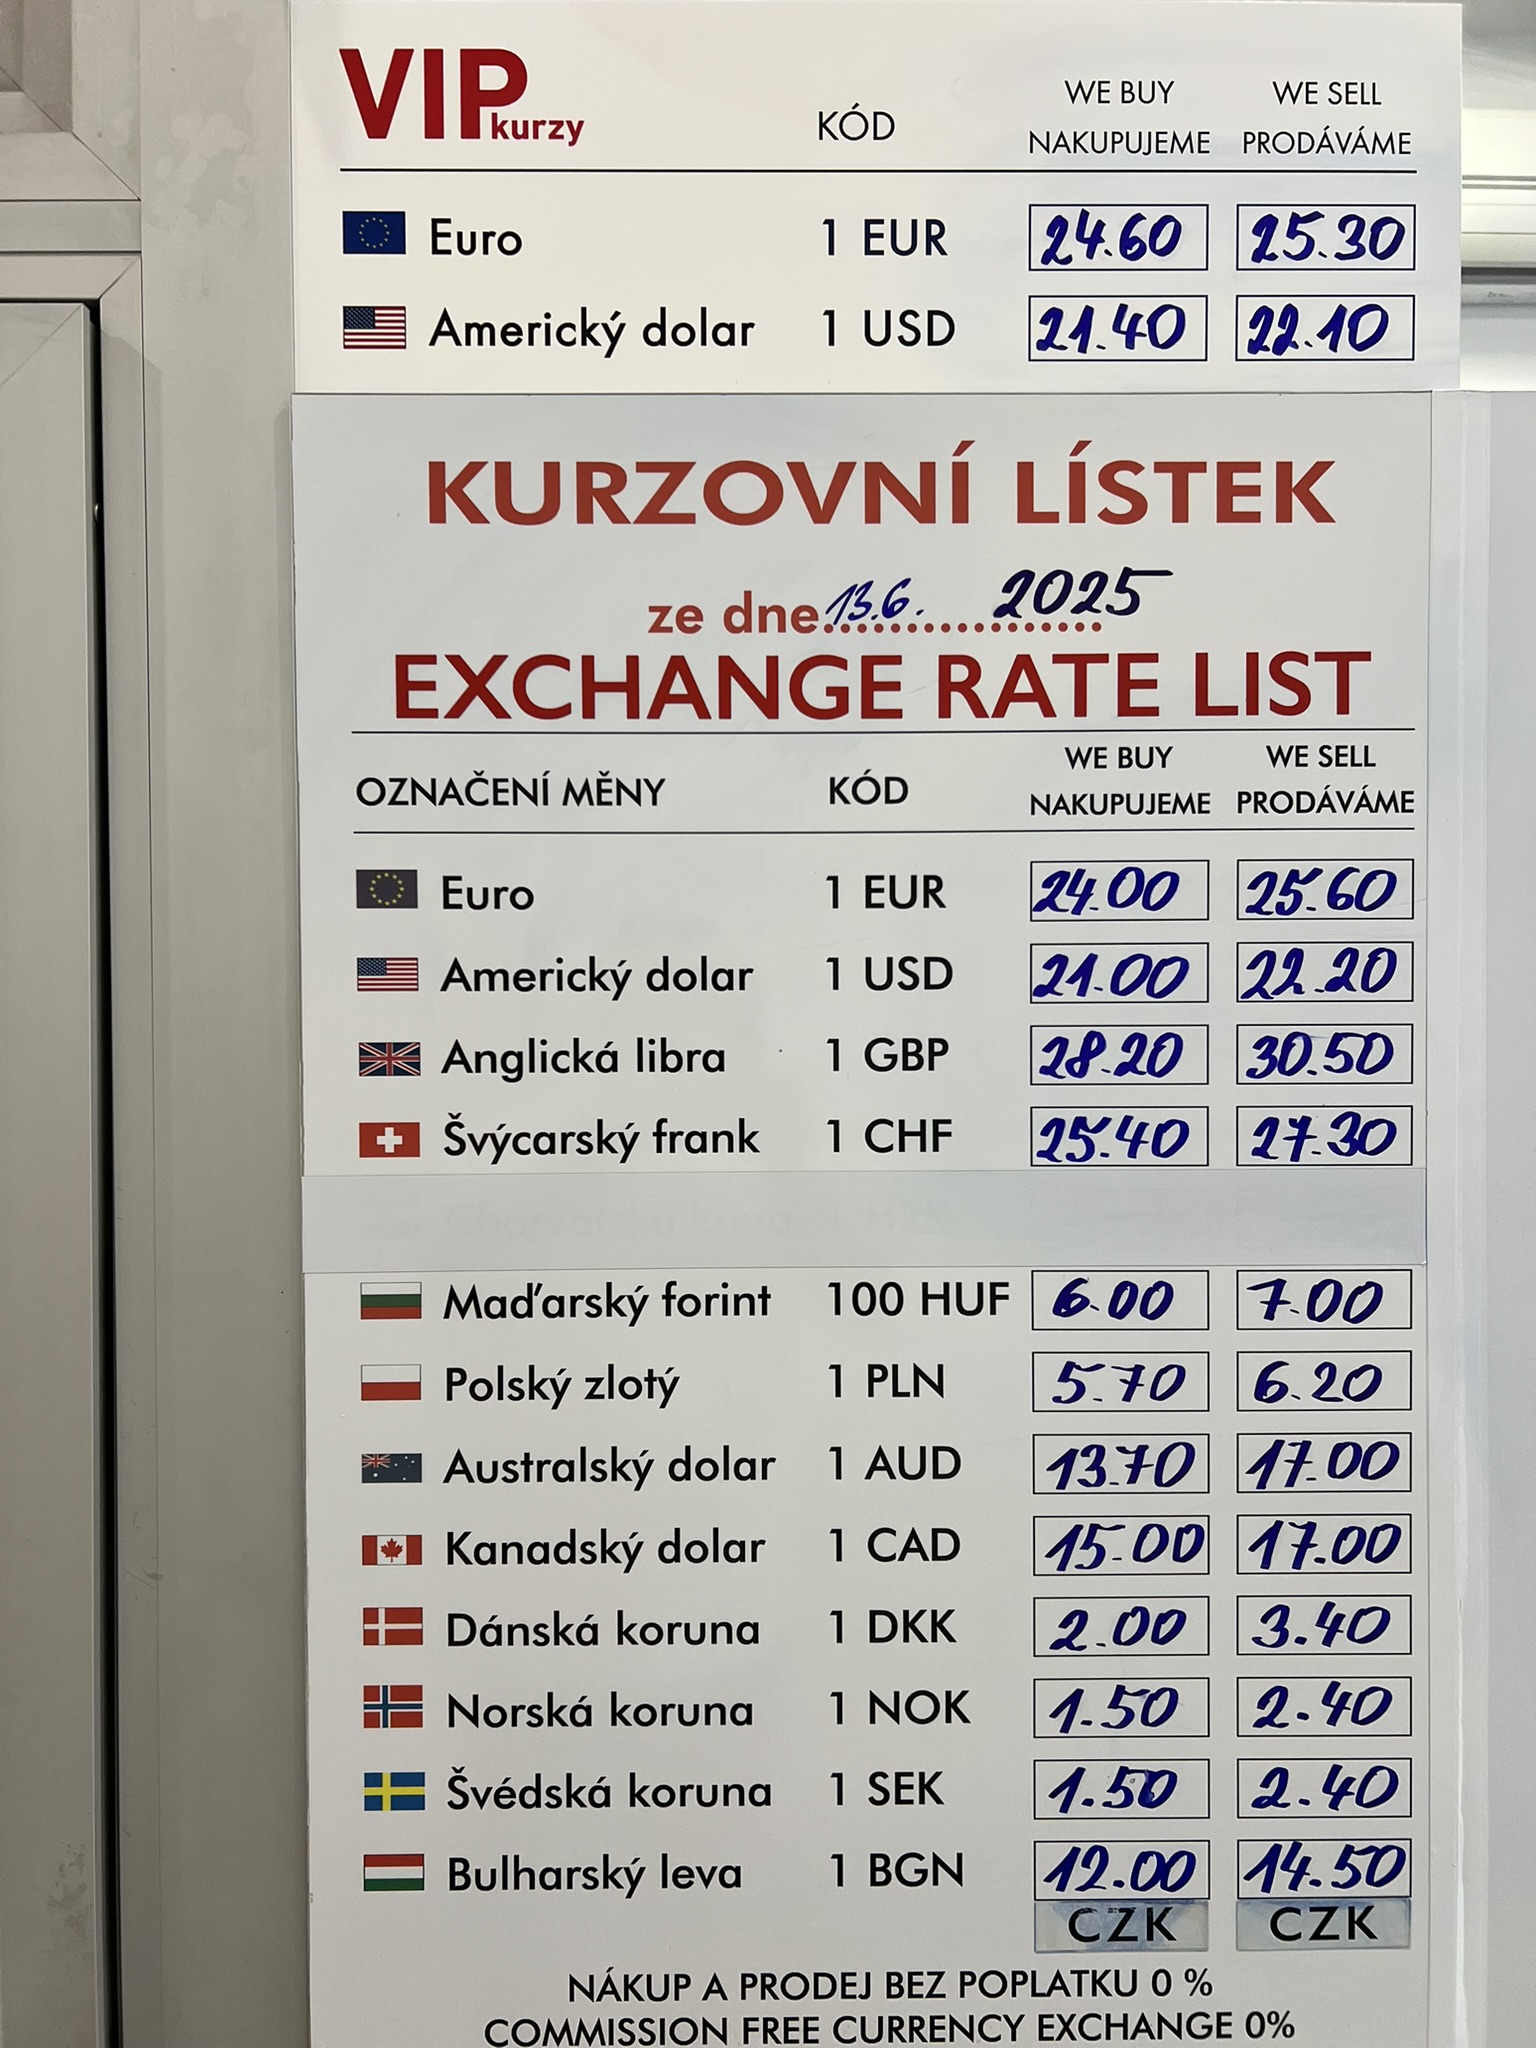 VIP kurzy KÓD WE BUY NAKUPUJEME WE SELL PRODÁVÁME
Euro 1 EUR 24.60 25.30
Americký dolar 1 USD 21.40 22.10
KURZOVNÍ LÍSTEK
ze dne 13.6. 2025
EXCHANGE RATE LIST
OZNAČENÍ MĚNY KÓD WE BUY NAKUPUJEME WE SELL PRODÁVÁME
Euro 1 EUR 24.00 25.60
Americký dolar 1 USD 21.00 22.20
Anglická libra 1 GBP 28.20 30.50
Švýcarský frank 1 CHF 25.40 27.30
Chorvatská kuna 1 HRK
Maďarský forint 100 HUF 6.00 7.00
Polský zlotý 1 PLN 5.70 6.20
Australský dolar 1 AUD 13.70 17.00
Kanadský dolar 1 CAD 15.00 17.00
Dánská koruna 1 DKK 2.00 3.40
Norská koruna 1 NOK 1.50 2.40
Švédská koruna 1 SEK 1.50 2.40
Bulharský leva 1 BGN 12.00 14.50
CZK CZK
NÁKUP A PRODEJ BEZ POPLATKU 0 %
COMMISSION FREE CURRENCY EXCHANGE 0%